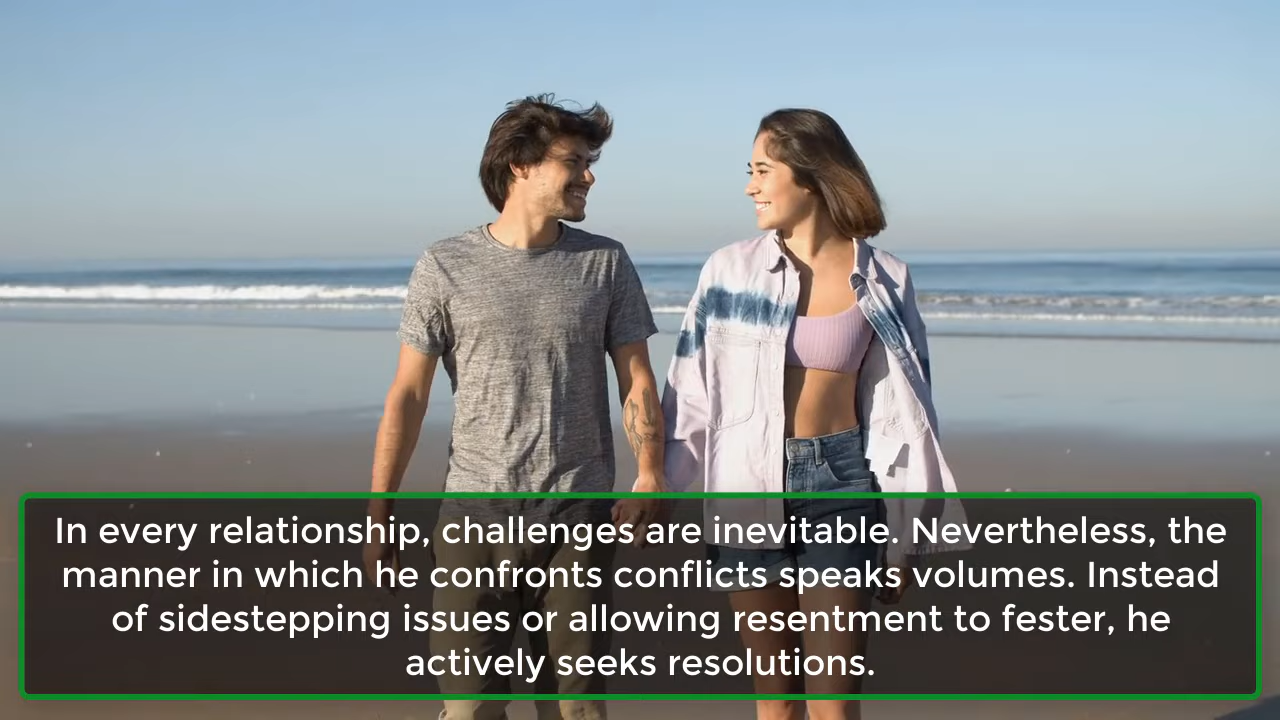 In every relationship, challenges are inevitable. Nevertheless, the
manner in which he confronts conflicts speaks volumes. Instead
of sidestepping issues or allowing resentment to fester, he
actively seeks resolutions.